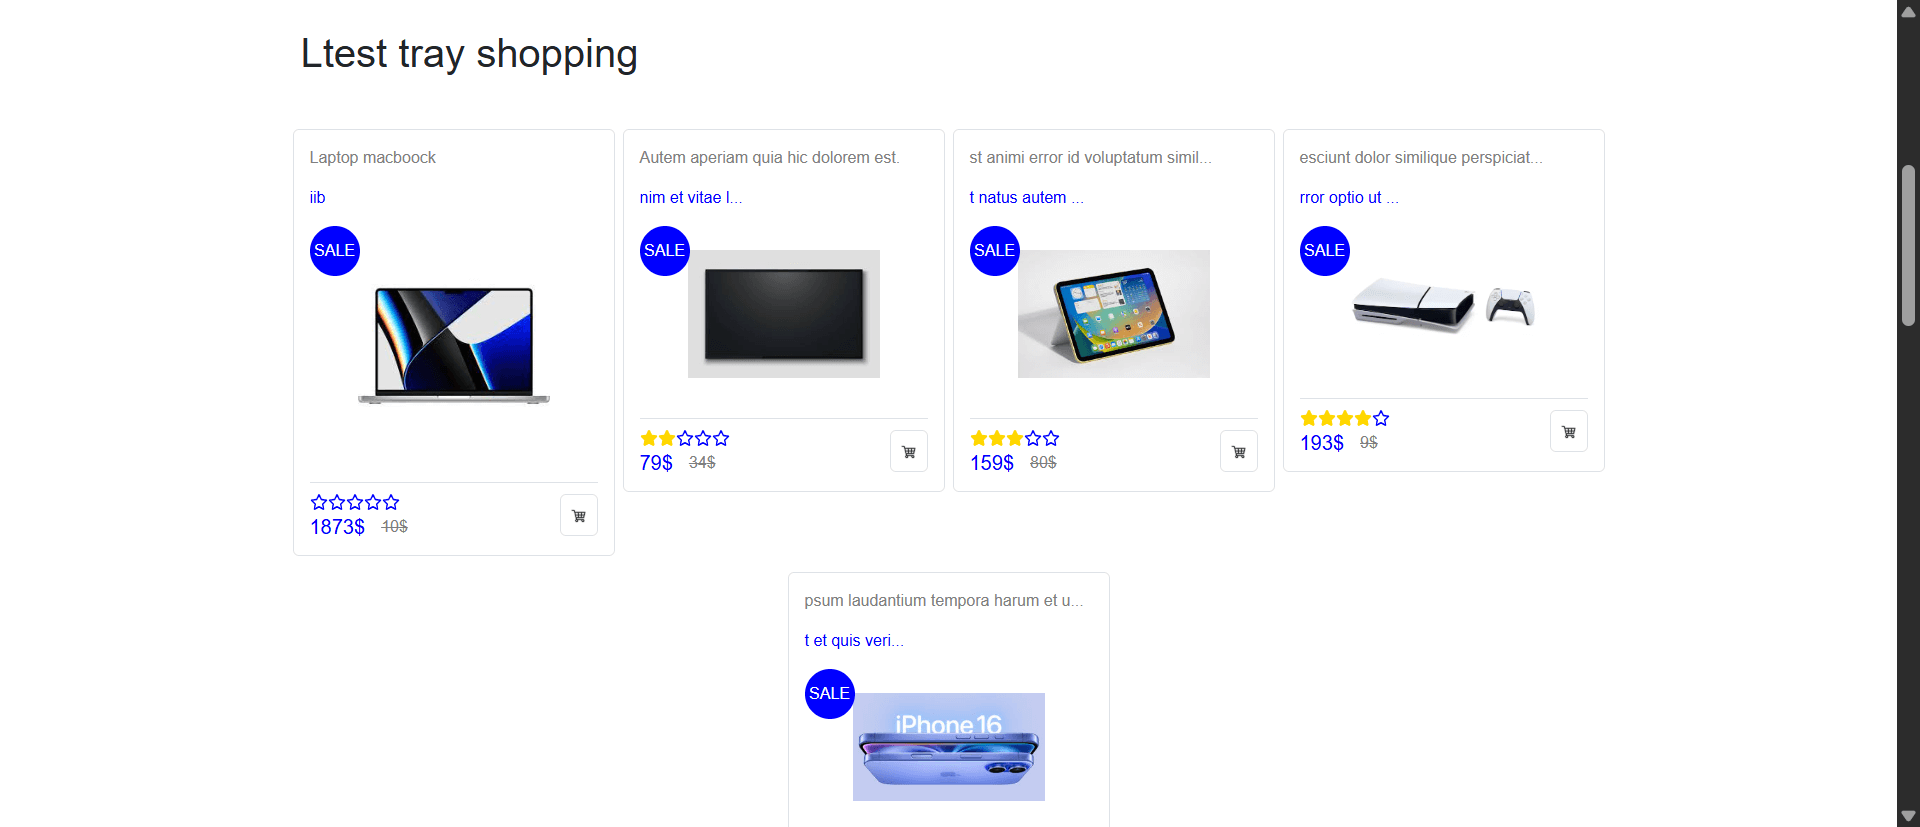 Ltest tray shopping
Laptop macboock
iib
SALE
1873$ 10$
Autem aperiam quia hic dolorem est.
nim et vitae l...
SALE
79$ 34$
st animi error id voluptatum simil...
t natus autem ...
SALE
159$ 80$
esciunt dolor similique perspiciat...
rror optio ut ...
SALE
193$ 9$
psum laudantium tempora harum et u...
t et quis veri...
SALE
iPhone 16